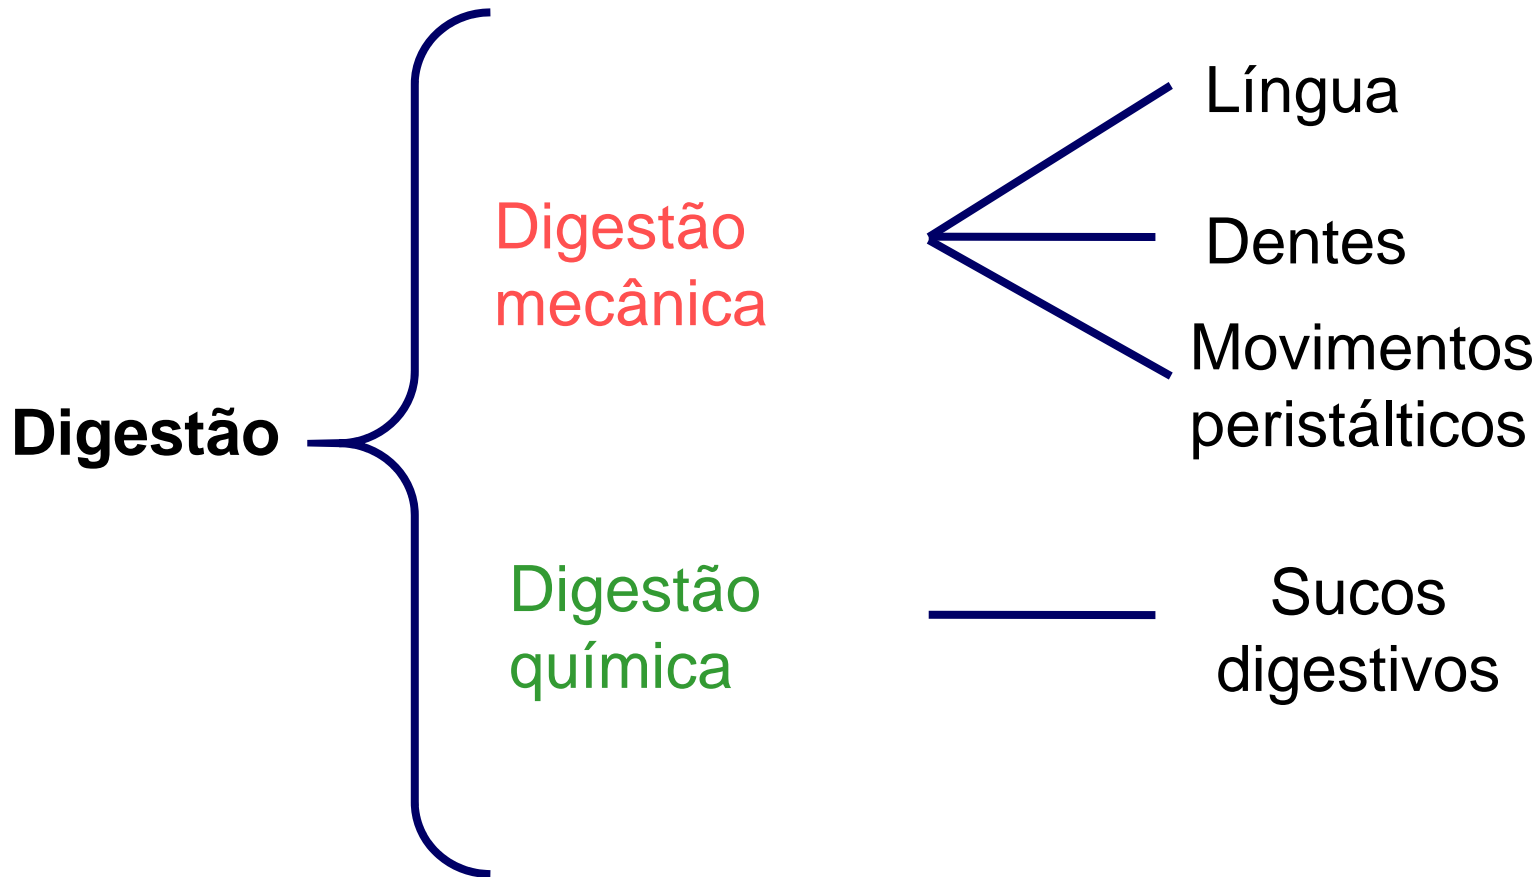 Digestão
Digestão
mecânica
Língua
Dentes
Movimentos
peristálticos
Digestão
química
Sucos
digestivos